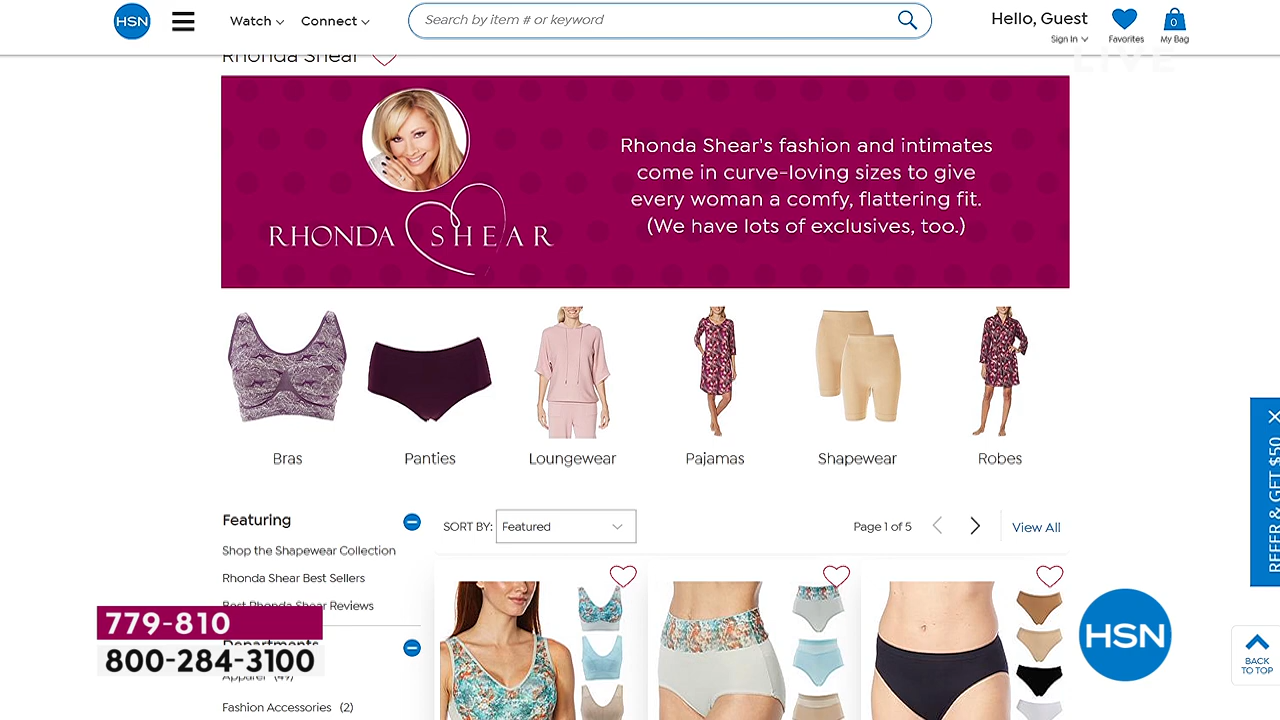 HSN
Watch
Connect
Search by item # or keyword
Hello, Guest
Sign In
Favorites
0
My Bag
LIVE
Rhonda Shear
Rhonda Shear's fashion and intimates
come in curve-loving sizes to give
every woman a comfy, flattering fit.
(We have lots of exclusives, too.)
RHONDA SHEAR
Bras
Panties
Loungewear
Pajamas
Shapewear
Robes
REFER & GET $50
Featuring
SORT BY: Featured
Page 1 of 5
View All
Shop the Shapewear Collection
Rhonda Shear Best Sellers
Best Rhonda Shear Reviews
779-810
Departments
800-284-3100
Apparel (49)
Fashion Accessories (2)
HSN
BACK
TO TOP